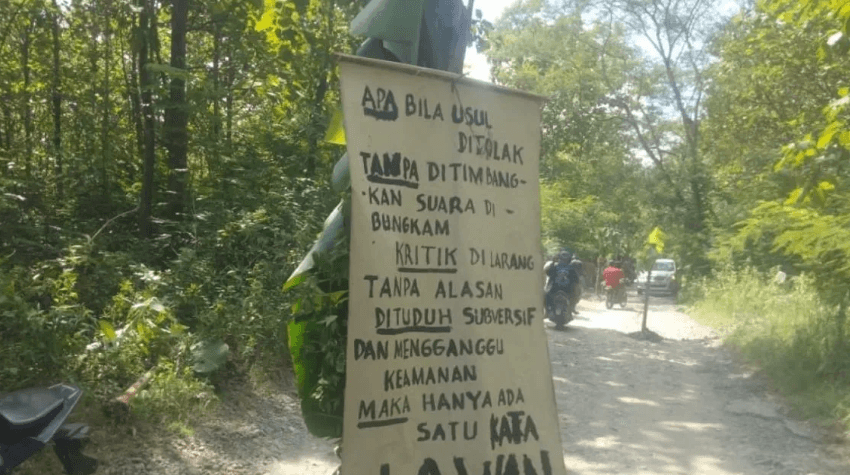 APA BILA USUL
DITOLAK
TANPA DITIMBANG-
-KAN SUARA DI-
BUNGKAM
KRITIK DI LARANG
TANPA ALASAN
DITUDUH SUBVERSIF
DAN MENGGANGGU
KEAMANAN
MAKA HANYA ADA
SATU KATA
LAWAN